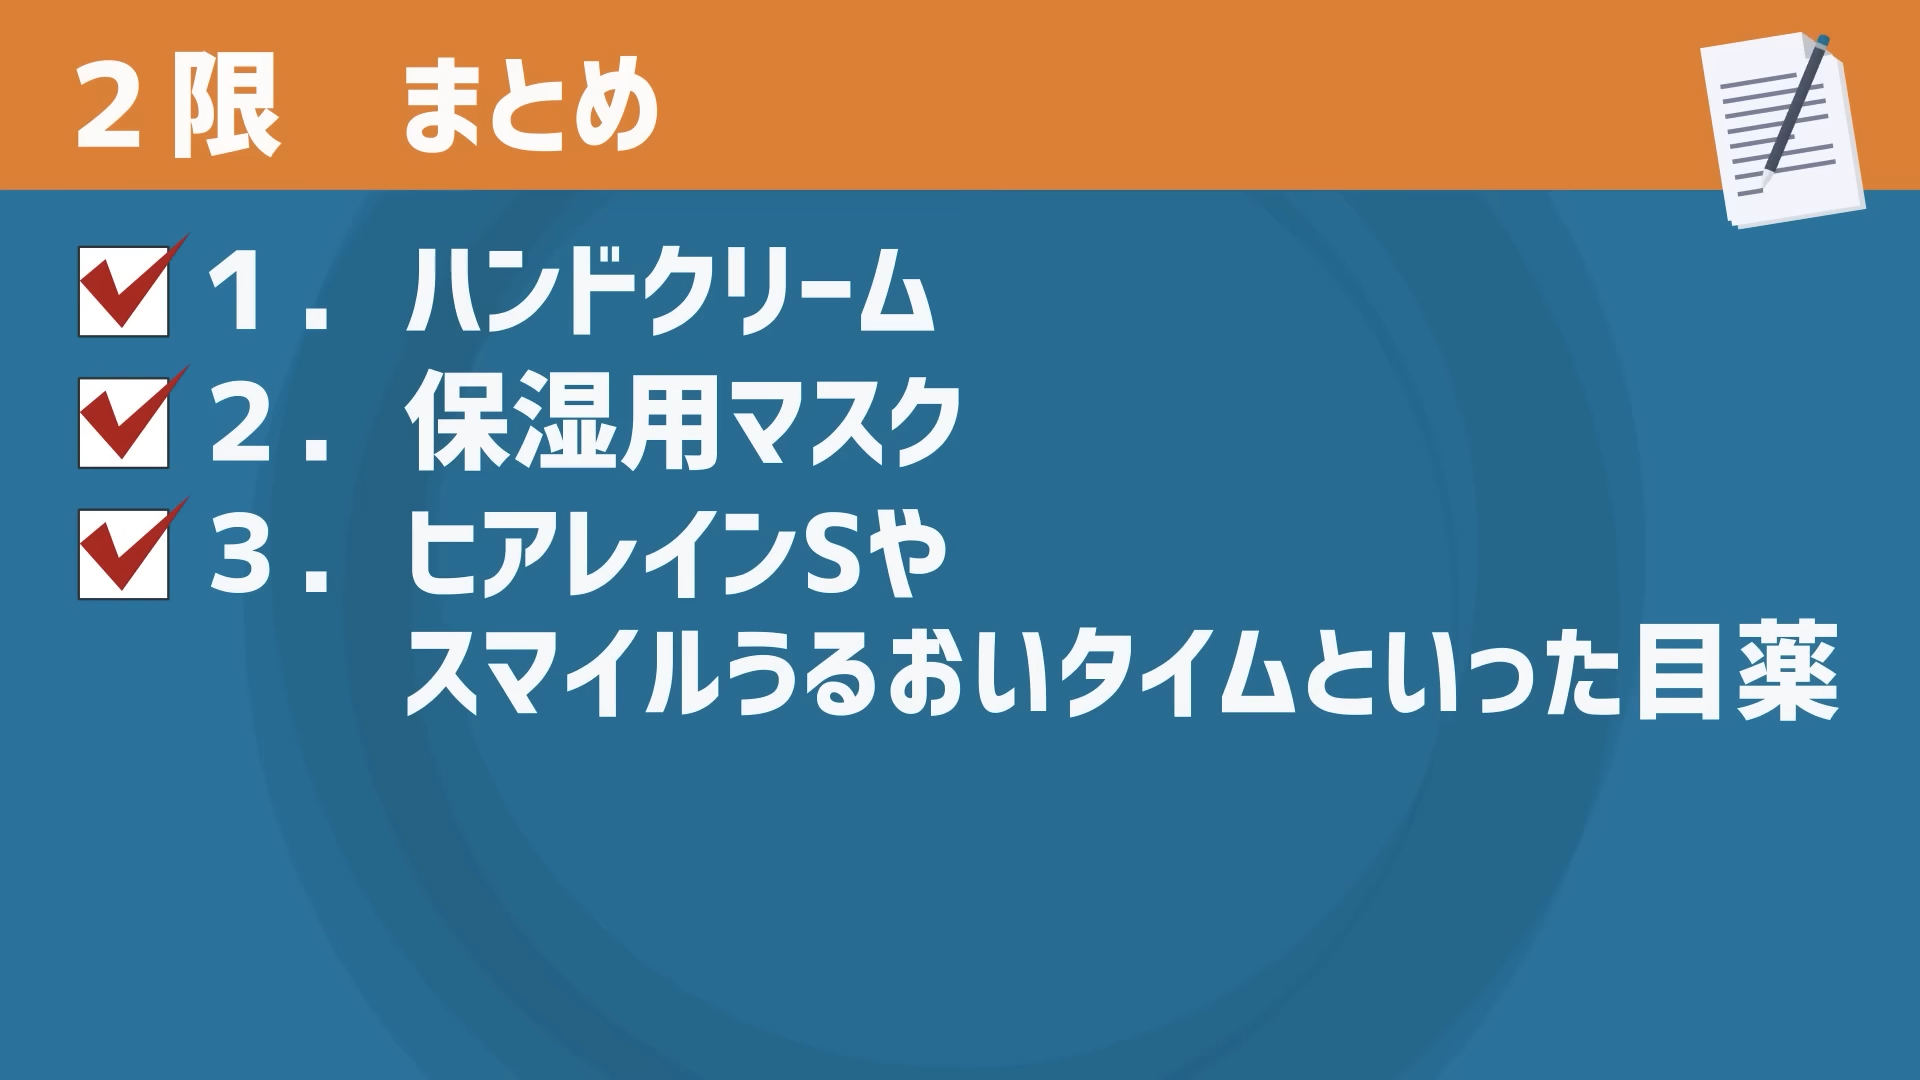 ２限　まとめ
１．ハンドクリーム
２．保湿用マスク
３．ヒアレインSや
スマイルうるおいタイムといった目薬